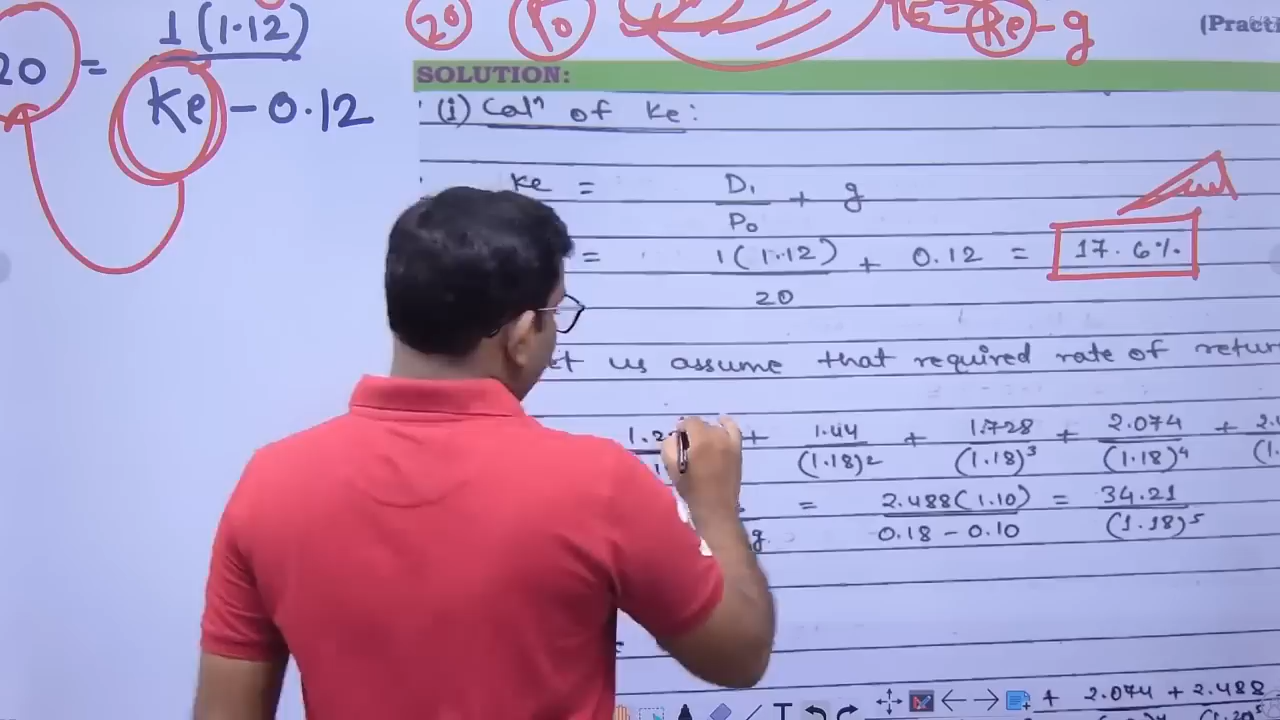 20 = 1(1.12)
Ke - 0.12
20 P0 Ke - g
(Practi
SOLUTION:
(i) Calⁿ of Ke:
Ke = D1 / P0 + g
= 1(1.12) / 20 + 0.12 = 17.6%
et us assume that required rate of retur
1.2 + 1.44 / (1.18)² + 1.728 / (1.18)³ + 2.074 / (1.18)⁴ + 2.
g = 2.488(1.10) / 0.18 - 0.10 = 34.21 / (1.18)⁵
+ 2.074 + 2.488